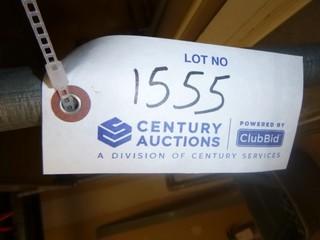 LOT NO
1555
CENTURY
AUCTIONS
POWERED BY
ClubBid
A DIVISION OF CENTURY SERVICES